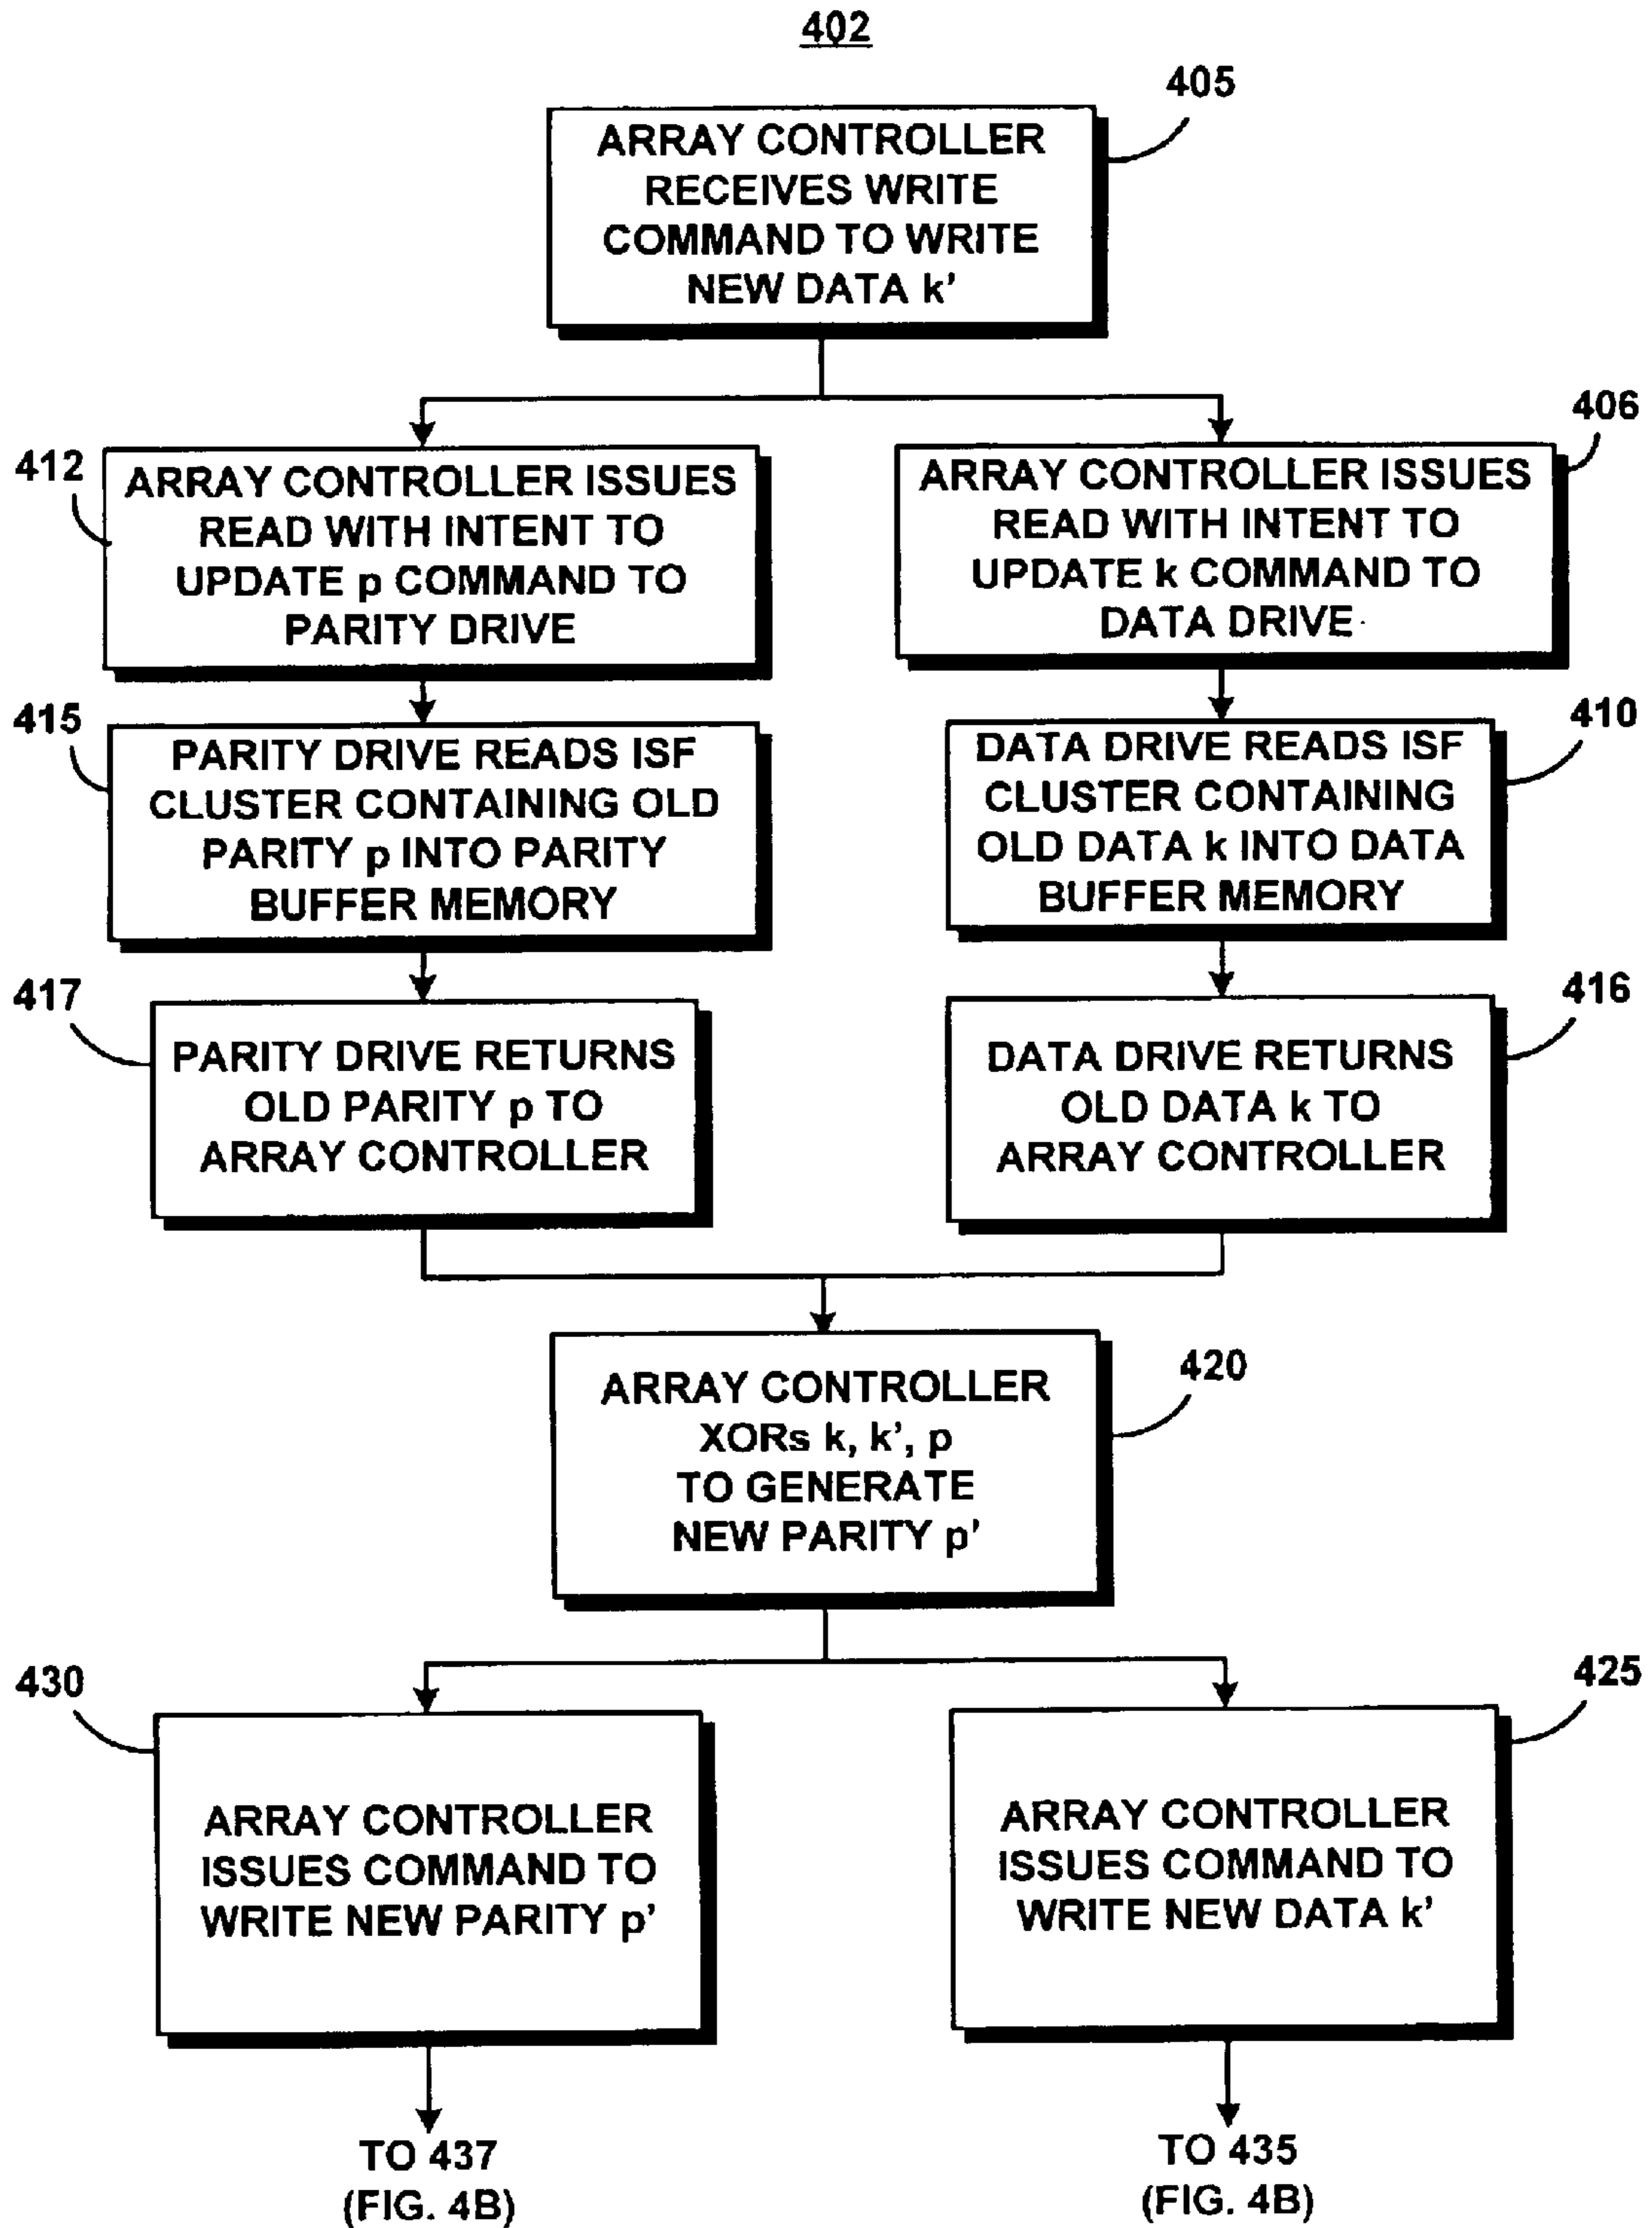 402
405
ARRAY CONTROLLER
RECEIVES WRITE
COMMAND TO WRITE
NEW DATA k'
412
ARRAY CONTROLLER ISSUES
READ WITH INTENT TO
UPDATE p COMMAND TO
PARITY DRIVE
406
ARRAY CONTROLLER ISSUES
READ WITH INTENT TO
UPDATE k COMMAND TO
DATA DRIVE
415
PARITY DRIVE READS ISF
CLUSTER CONTAINING OLD
PARITY p INTO PARITY
BUFFER MEMORY
410
DATA DRIVE READS ISF
CLUSTER CONTAINING
OLD DATA k INTO DATA
BUFFER MEMORY
417
PARITY DRIVE RETURNS
OLD PARITY p TO
ARRAY CONTROLLER
416
DATA DRIVE RETURNS
OLD DATA k TO
ARRAY CONTROLLER
420
ARRAY CONTROLLER
XORs k, k', p
TO GENERATE
NEW PARITY p'
430
ARRAY CONTROLLER
ISSUES COMMAND TO
WRITE NEW PARITY p'
425
ARRAY CONTROLLER
ISSUES COMMAND TO
WRITE NEW DATA k'
TO 437
(FIG. 4B)
TO 435
(FIG. 4B)